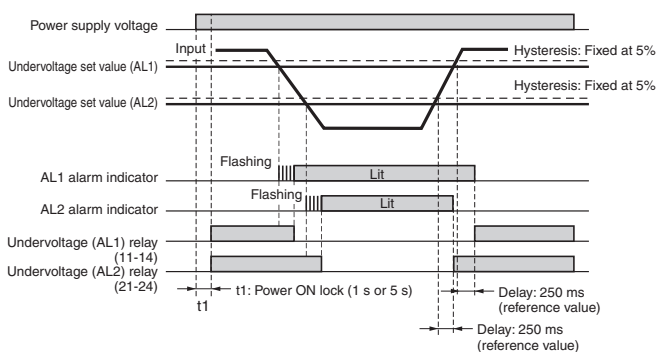 Power supply voltage
Input
Hysteresis: Fixed at 5%
Undervoltage set value (AL1)
Hysteresis: Fixed at 5%
Undervoltage set value (AL2)
Flashing
Lit
AL1 alarm indicator
Flashing
Lit
AL2 alarm indicator
Undervoltage (AL1) relay
(11-14)
Undervoltage (AL2) relay
(21-24)
t1: Power ON lock (1 s or 5 s)
t1
Delay: 250 ms
(reference value)
Delay: 250 ms
(reference value)